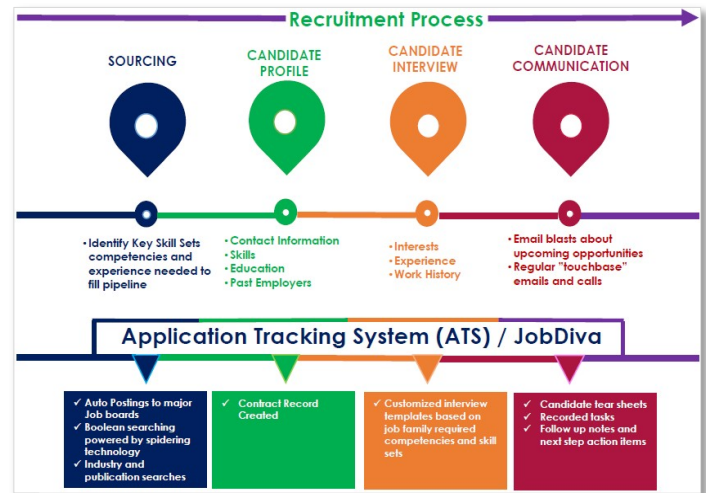 Recruitment Process
SOURCING
CANDIDATE
PROFILE
CANDIDATE
INTERVIEW
CANDIDATE
COMMUNICATION
• Identify Key Skill Sets
competencies and
experience needed to
fill pipeline
• Contact Information
• Skills
• Education
• Past Employers
• Interests
• Experience
• Work History
• Email blasts about
upcoming opportunities
• Regular "touchbase"
emails and calls
Application Tracking System (ATS) / JobDiva
✓ Auto Postings to major
Job boards
✓ Boolean searching
powered by spidering
technology
✓ Industry and
publication searches
✓ Contract Record
Created
✓ Customized interview
templates based on
job family required
competencies and skill
sets
✓ Candidate tear sheets
✓ Recorded tasks
✓ Follow up notes and
next step action items